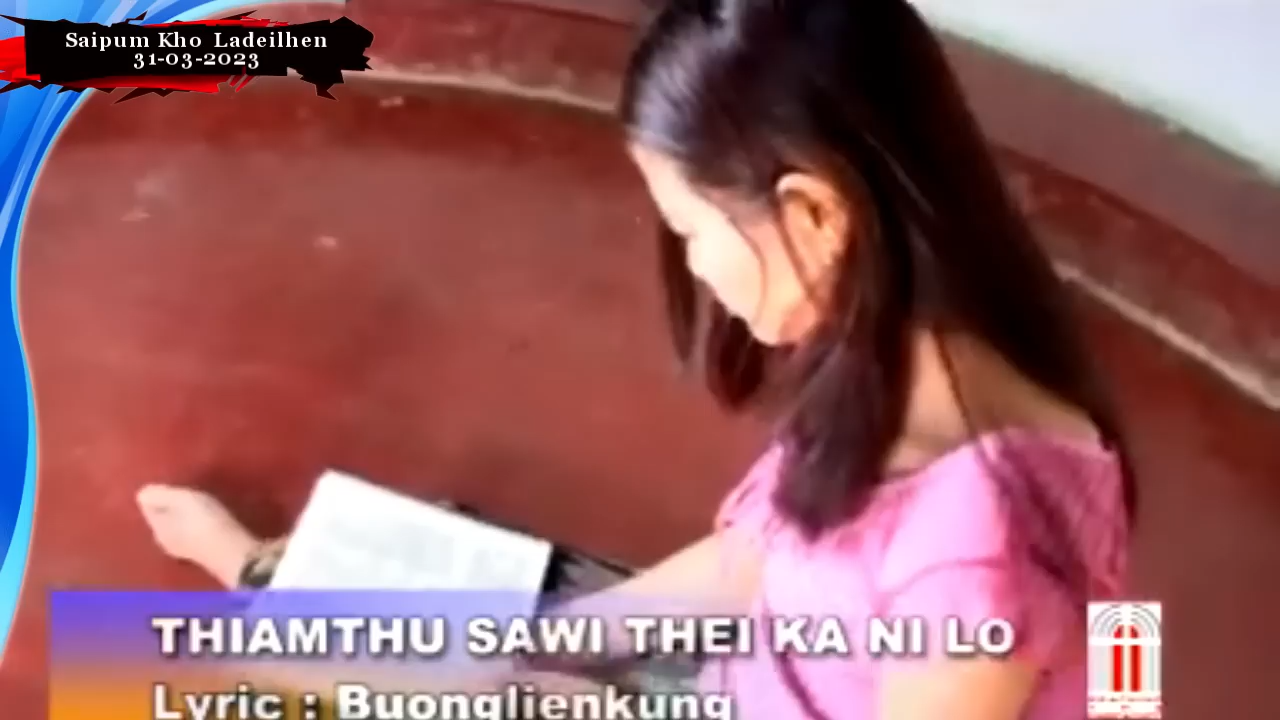 Saipum Kho Ladeilhen
31-03-2023
THIAMTHU SAWI THEI KA NI LO
Lyric : Buonglienkung